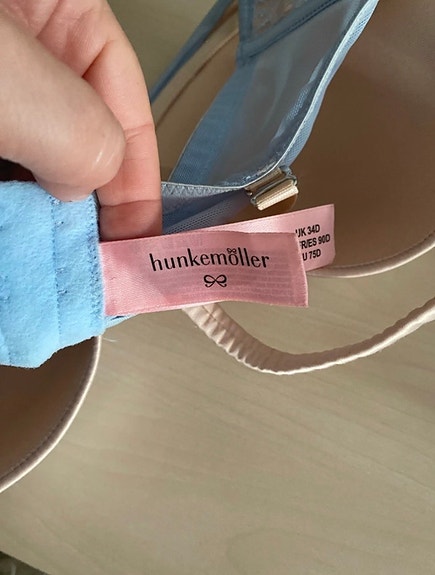 hunkemöller
UK 34D
FR/ES 90D
EU 75D